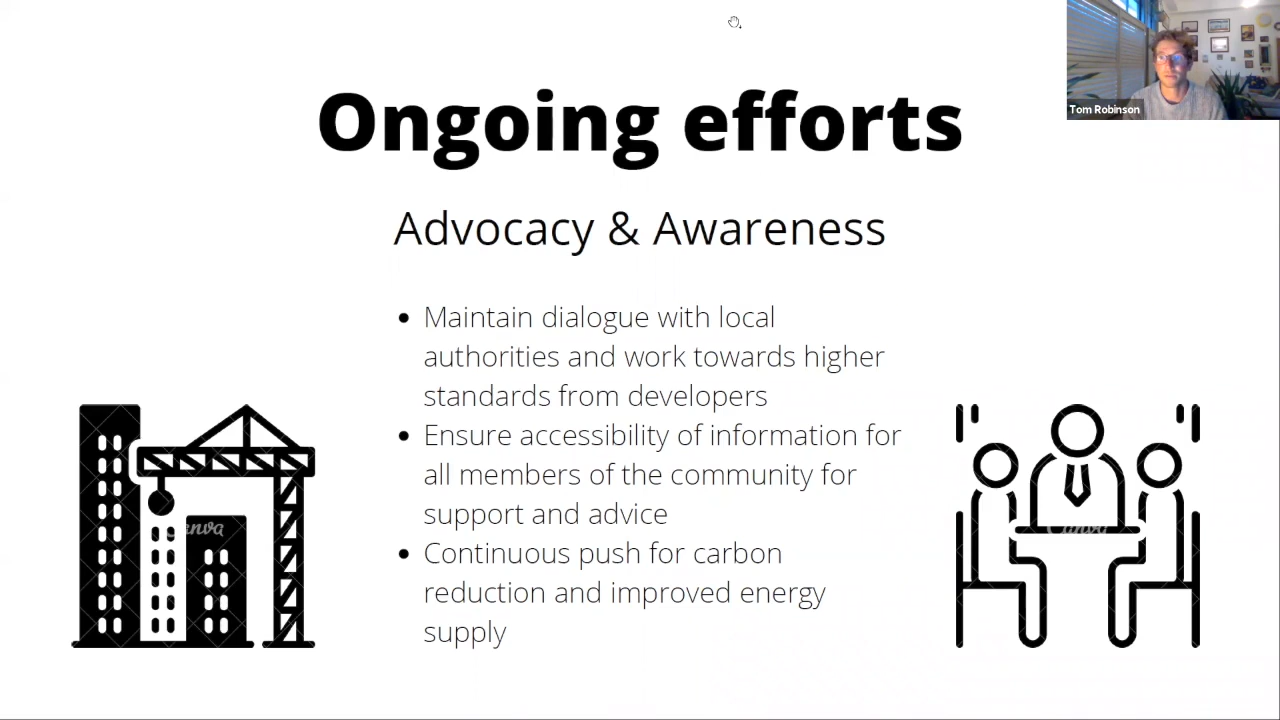 Tom Robinson
Ongoing efforts
Advocacy & Awareness
• Maintain dialogue with local
authorities and work towards higher
standards from developers
• Ensure accessibility of information for
all members of the community for
support and advice
• Continuous push for carbon
reduction and improved energy
supply
Canva